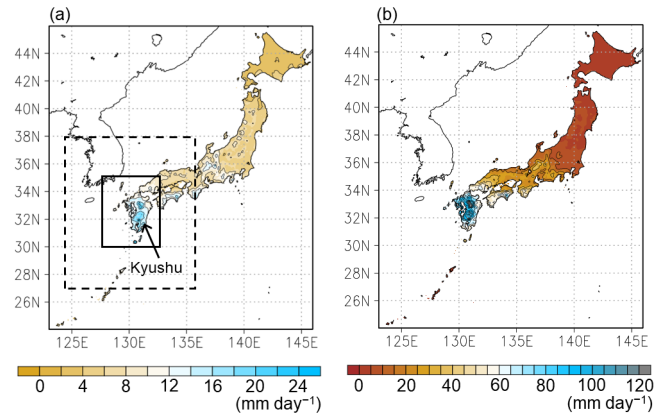 (a)
44N
42N
40N
38N
36N
34N
32N
30N
28N
26N
Kyushu
125E 130E 135E 140E 145E
0 4 8 12 16 20 24
(mm day⁻¹)
(b)
44N
42N
40N
38N
36N
34N
32N
30N
28N
26N
125E 130E 135E 140E 145E
0 20 40 60 80 100 120
(mm day⁻¹)